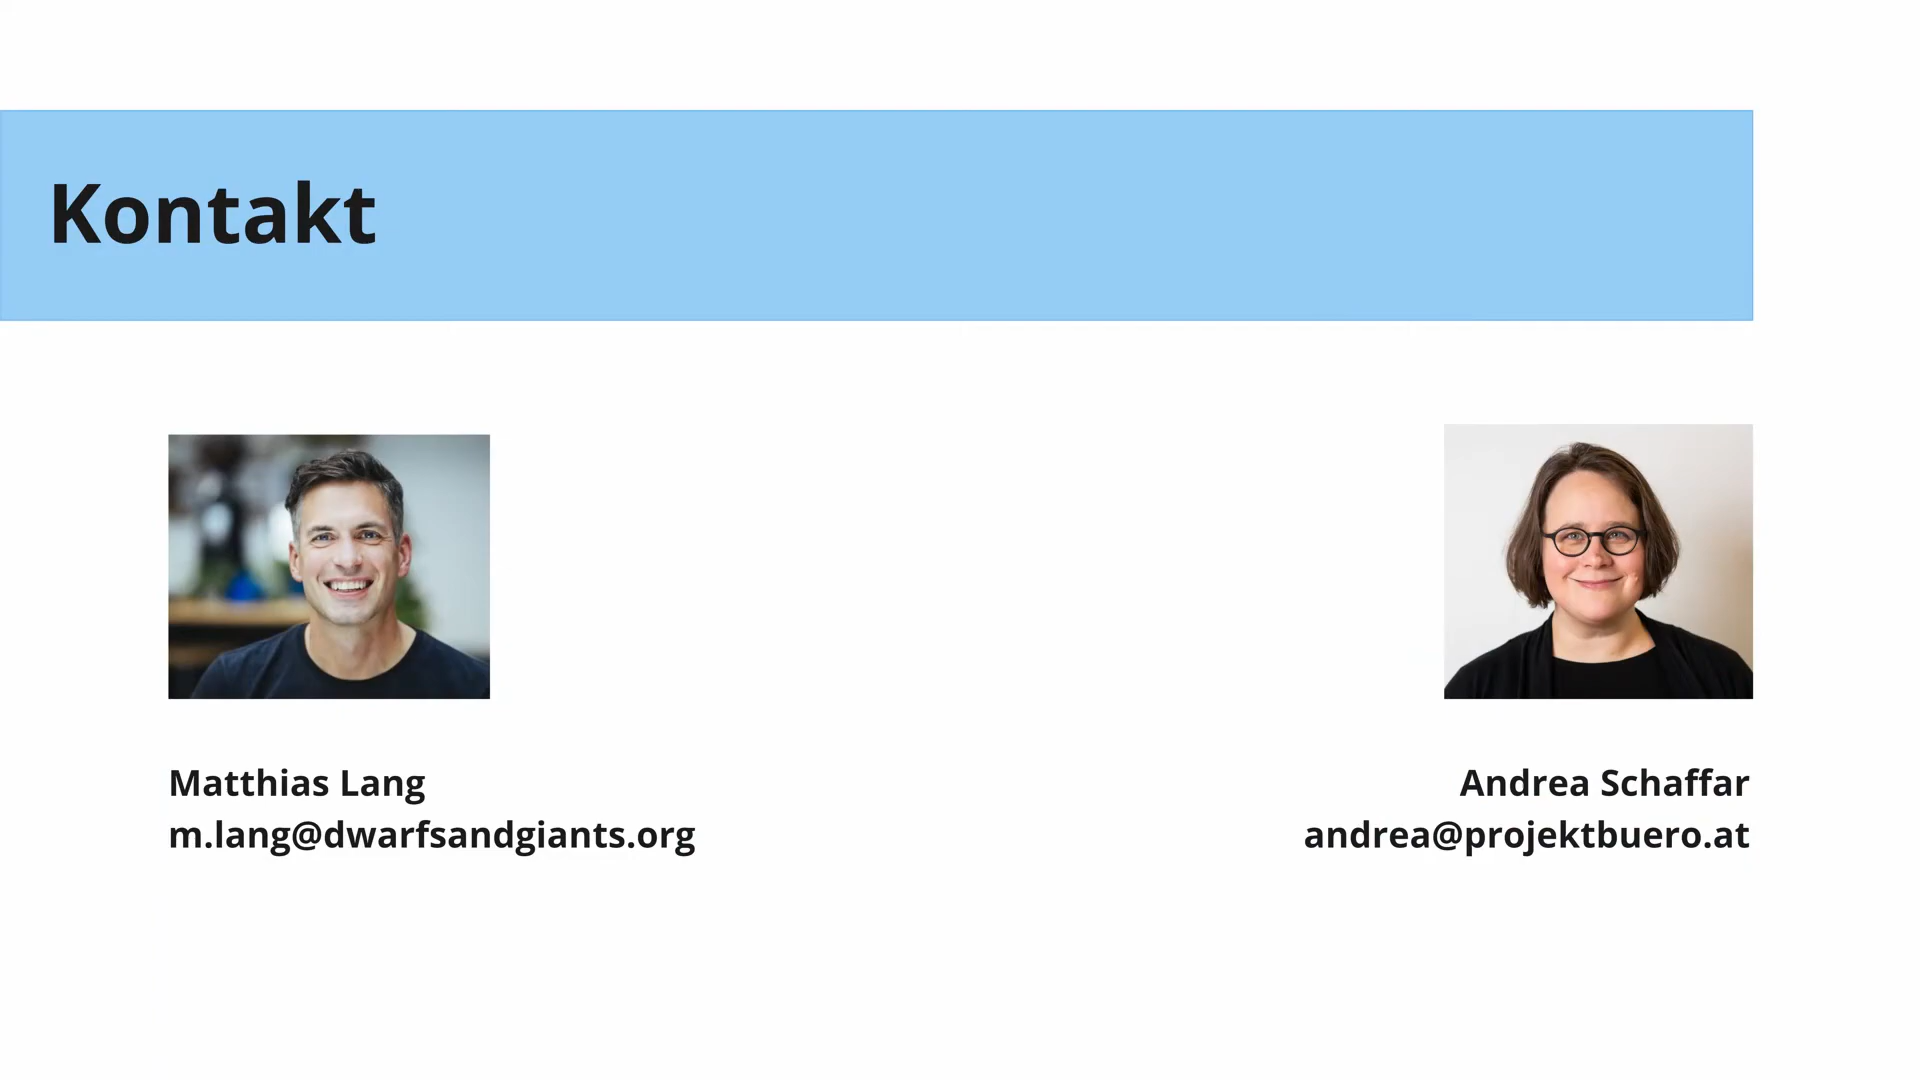 Kontakt
Matthias Lang
m.lang@dwarfsandgiants.org
Andrea Schaffar
andrea@projektbuero.at